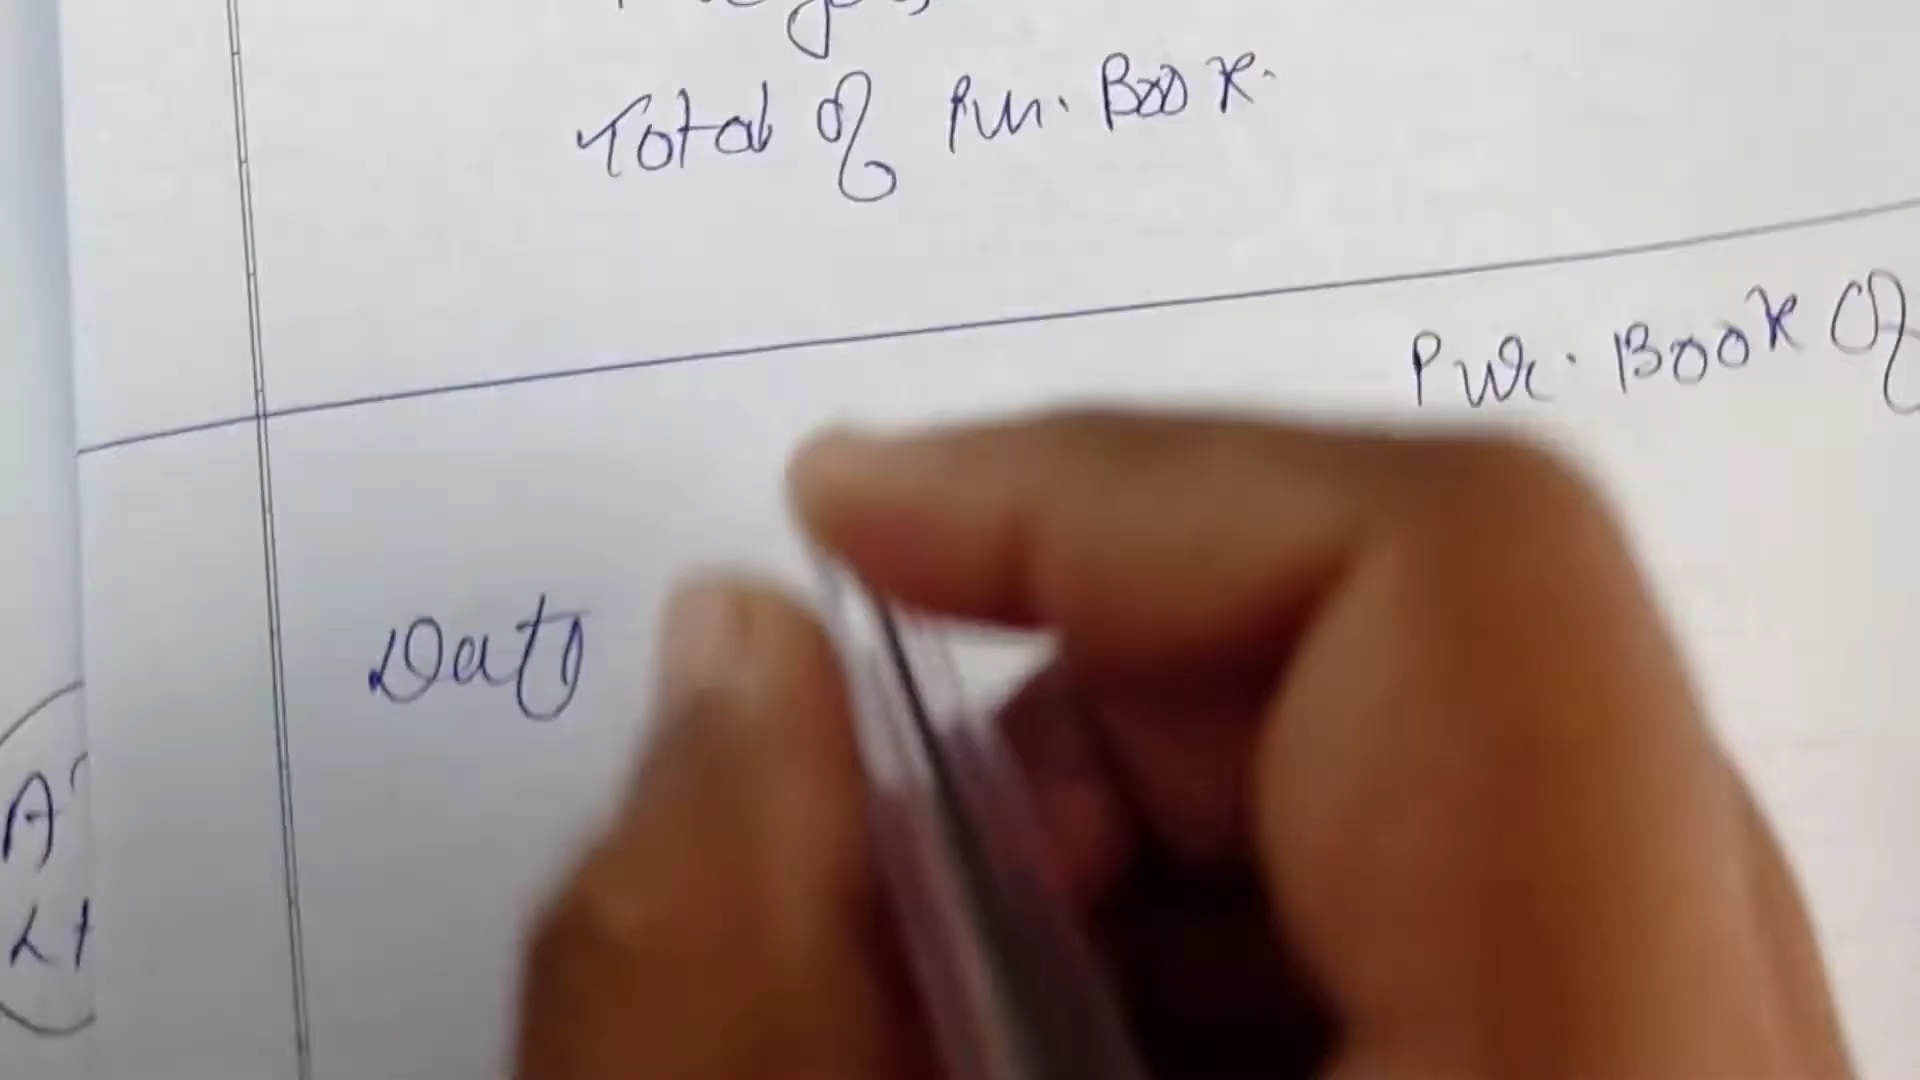 Total of Pur. Book.
Pur. Book of
Date
A